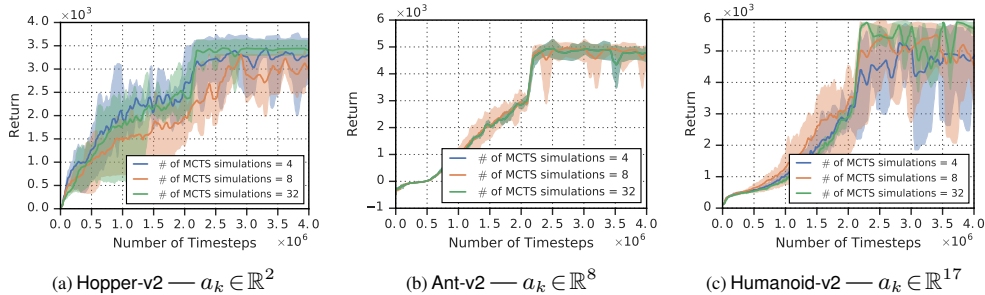 ×10³
4.0
3.5
3.0
2.5
2.0
1.5
1.0
0.5
0.0
Return
# of MCTS simulations = 4
# of MCTS simulations = 8
# of MCTS simulations = 32
0.0 0.5 1.0 1.5 2.0 2.5 3.0 3.5 4.0
Number of Timesteps ×10⁶
(a) Hopper-v2 — aₖ ∈ ℝ²
×10³
6
5
4
3
2
1
0
−1
Return
# of MCTS simulations = 4
# of MCTS simulations = 8
# of MCTS simulations = 32
0.0 0.5 1.0 1.5 2.0 2.5 3.0 3.5 4.0
Number of Timesteps ×10⁶
(b) Ant-v2 — aₖ ∈ ℝ⁸
×10³
6
5
4
3
2
1
0
Return
# of MCTS simulations = 4
# of MCTS simulations = 8
# of MCTS simulations = 32
0.0 0.5 1.0 1.5 2.0 2.5 3.0 3.5 4.0
Number of Timesteps ×10⁶
(c) Humanoid-v2 — aₖ ∈ ℝ¹⁷